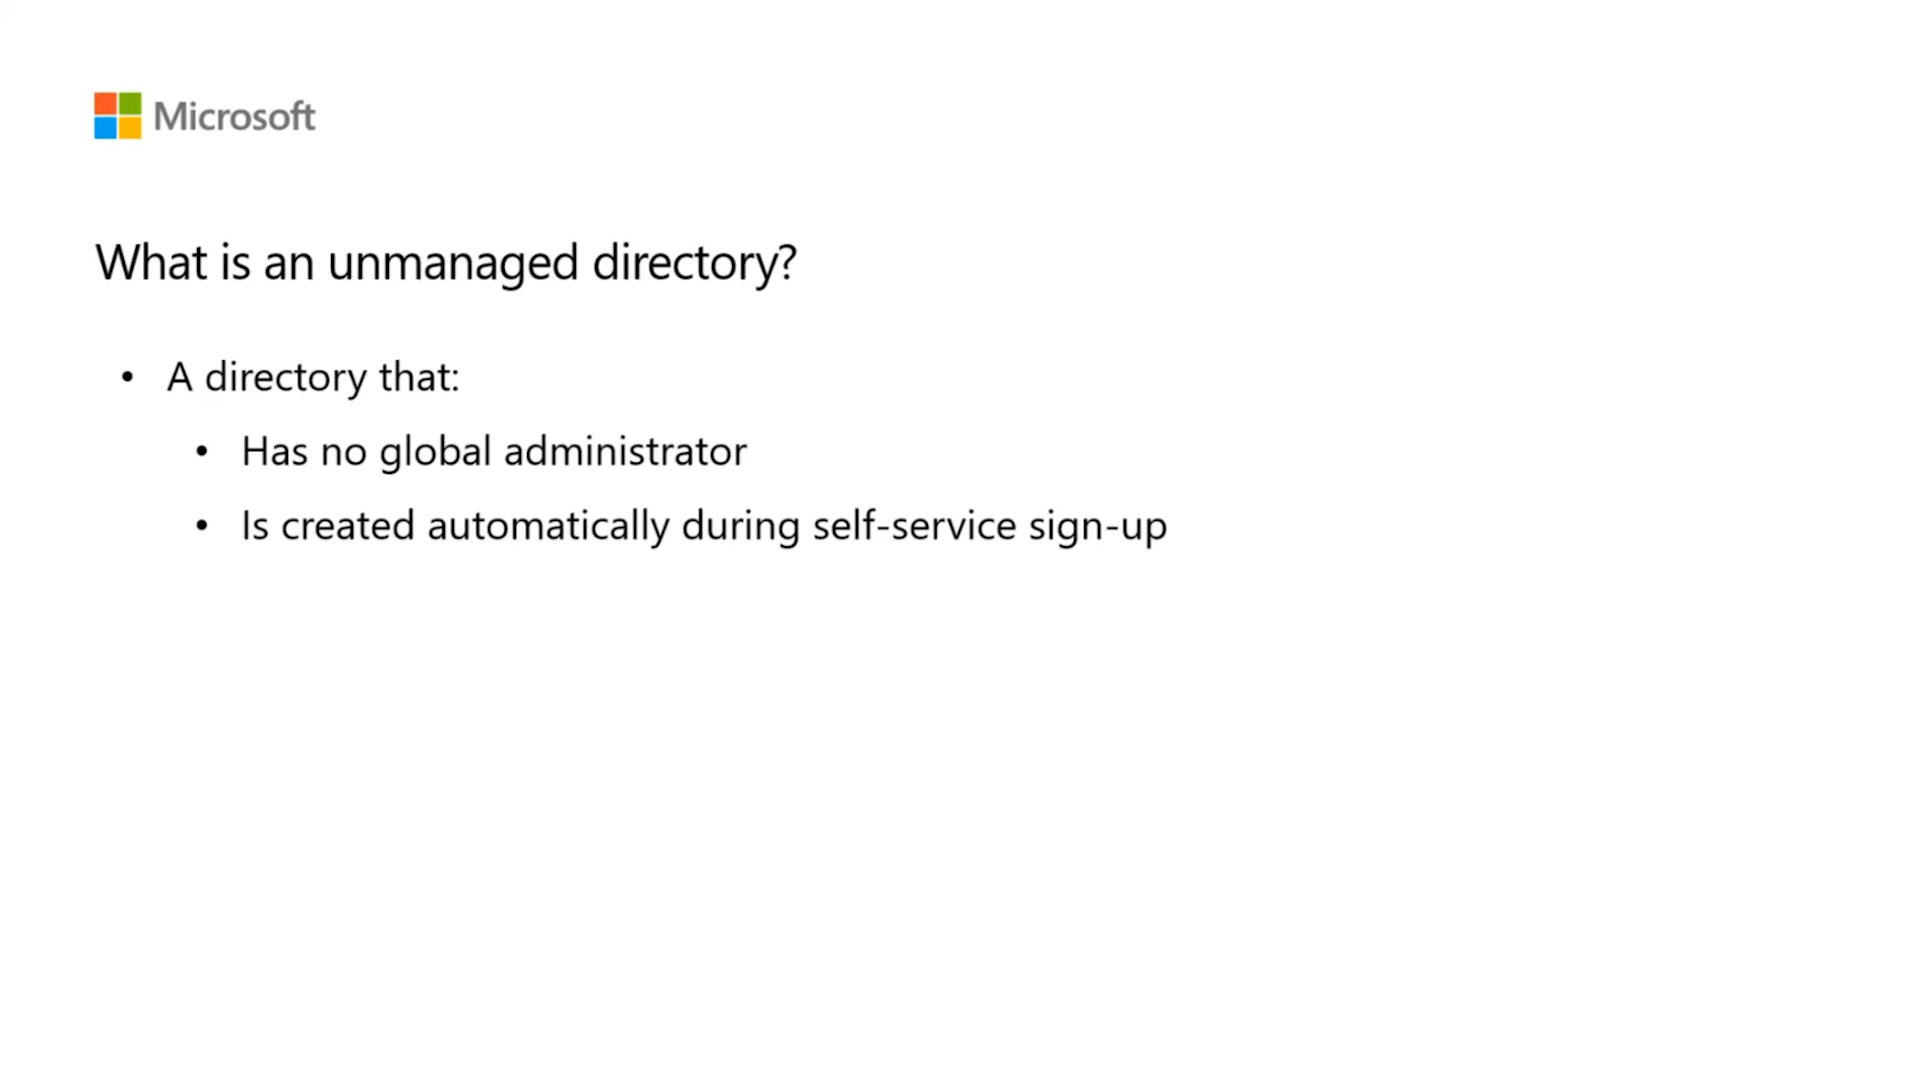 Microsoft
What is an unmanaged directory?
• A directory that:
• Has no global administrator
• Is created automatically during self-service sign-up